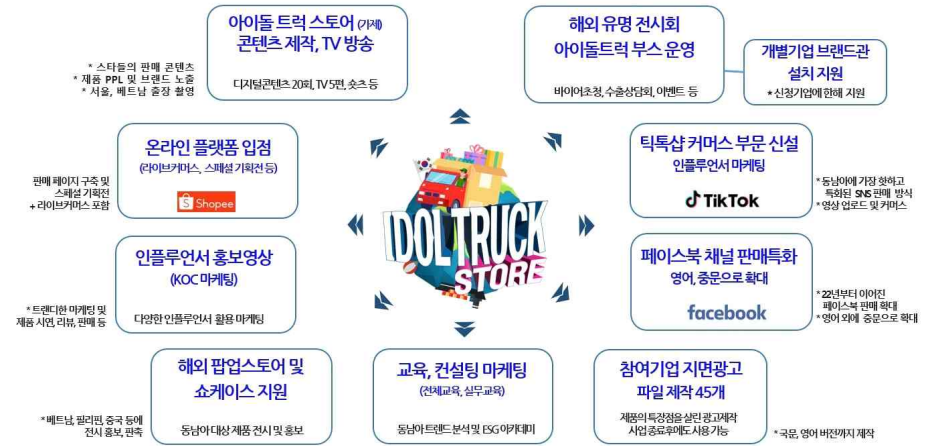 아이돌 트럭 스토어 (가제)
콘텐츠 제작, TV 방송
디지털콘텐츠 20회, TV 5편, 숏츠 등
* 스타들의 판매 콘텐츠
* 제품 PPL 및 브랜드 노출
* 서울, 베트남 출장 촬영
해외 유명 전시회
아이돌트럭 부스 운영
바이어초청, 수출상담회, 이벤트 등
개별기업 브랜드관
설치 지원
* 신청기업에 한해 지원
온라인 플랫폼 입점
(라이브커머스, 스페셜 기획전 등)
Shopee
판매 페이지 구축 및
스페셜 기획전
+ 라이브커머스 포함
틱톡샵 커머스 부문 신설
인플루언서 마케팅
TikTok
* 동남아에 가장 핫하고
특화된 SNS 판매 방식
* 영상 업로드 및 커머스
IDOL TRUCK
STORE
인플루언서 홍보영상
(KOC 마케팅)
다양한 인플루언서 활용 마케팅
* 트랜디한 마케팅 및
제품 시연, 리뷰, 판매 등
페이스북 채널 판매특화
영어, 중문으로 확대
facebook
* 22년부터 이어진
페이스북 판매 확대
* 영어 외에 중문으로 확대
해외 팝업스토어 및
쇼케이스 지원
동남아 대상 제품 전시 및 홍보
* 베트남, 필리핀, 중국 등에
전시 홍보, 판촉
교육, 컨설팅 마케팅
(전체교육, 실무교육)
동남아 트렌드 분석 및 ESG 아카데미
참여기업 지면광고
파일 제작 45개
제품의 특장점을 살린 광고제작
사업 종료후에도 사용 가능
* 국문, 영어 버전까지 제작